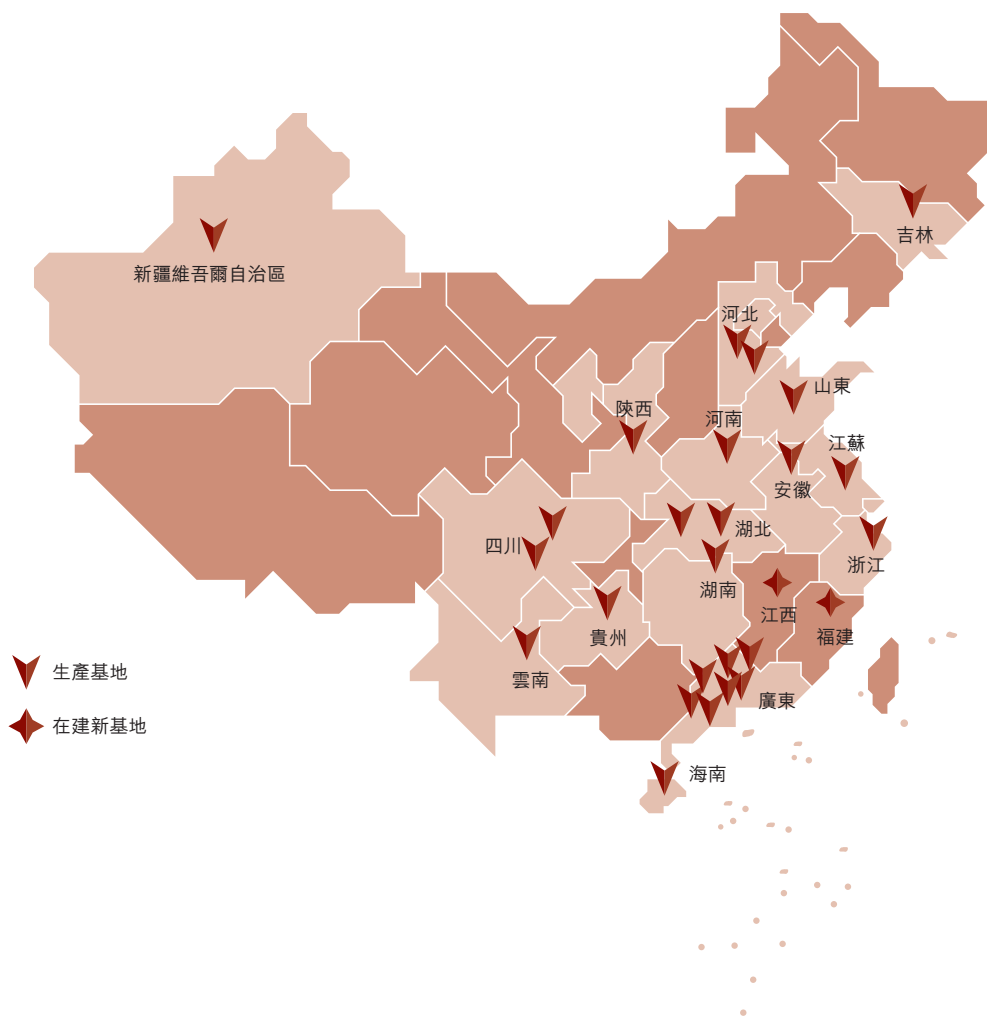 吉林
新疆維吾爾自治區
河北
山東
陝西
河南
江蘇
安徽
湖北
四川
浙江
湖南
江西
貴州
福建
雲南
生產基地
廣東
在建新基地
海南